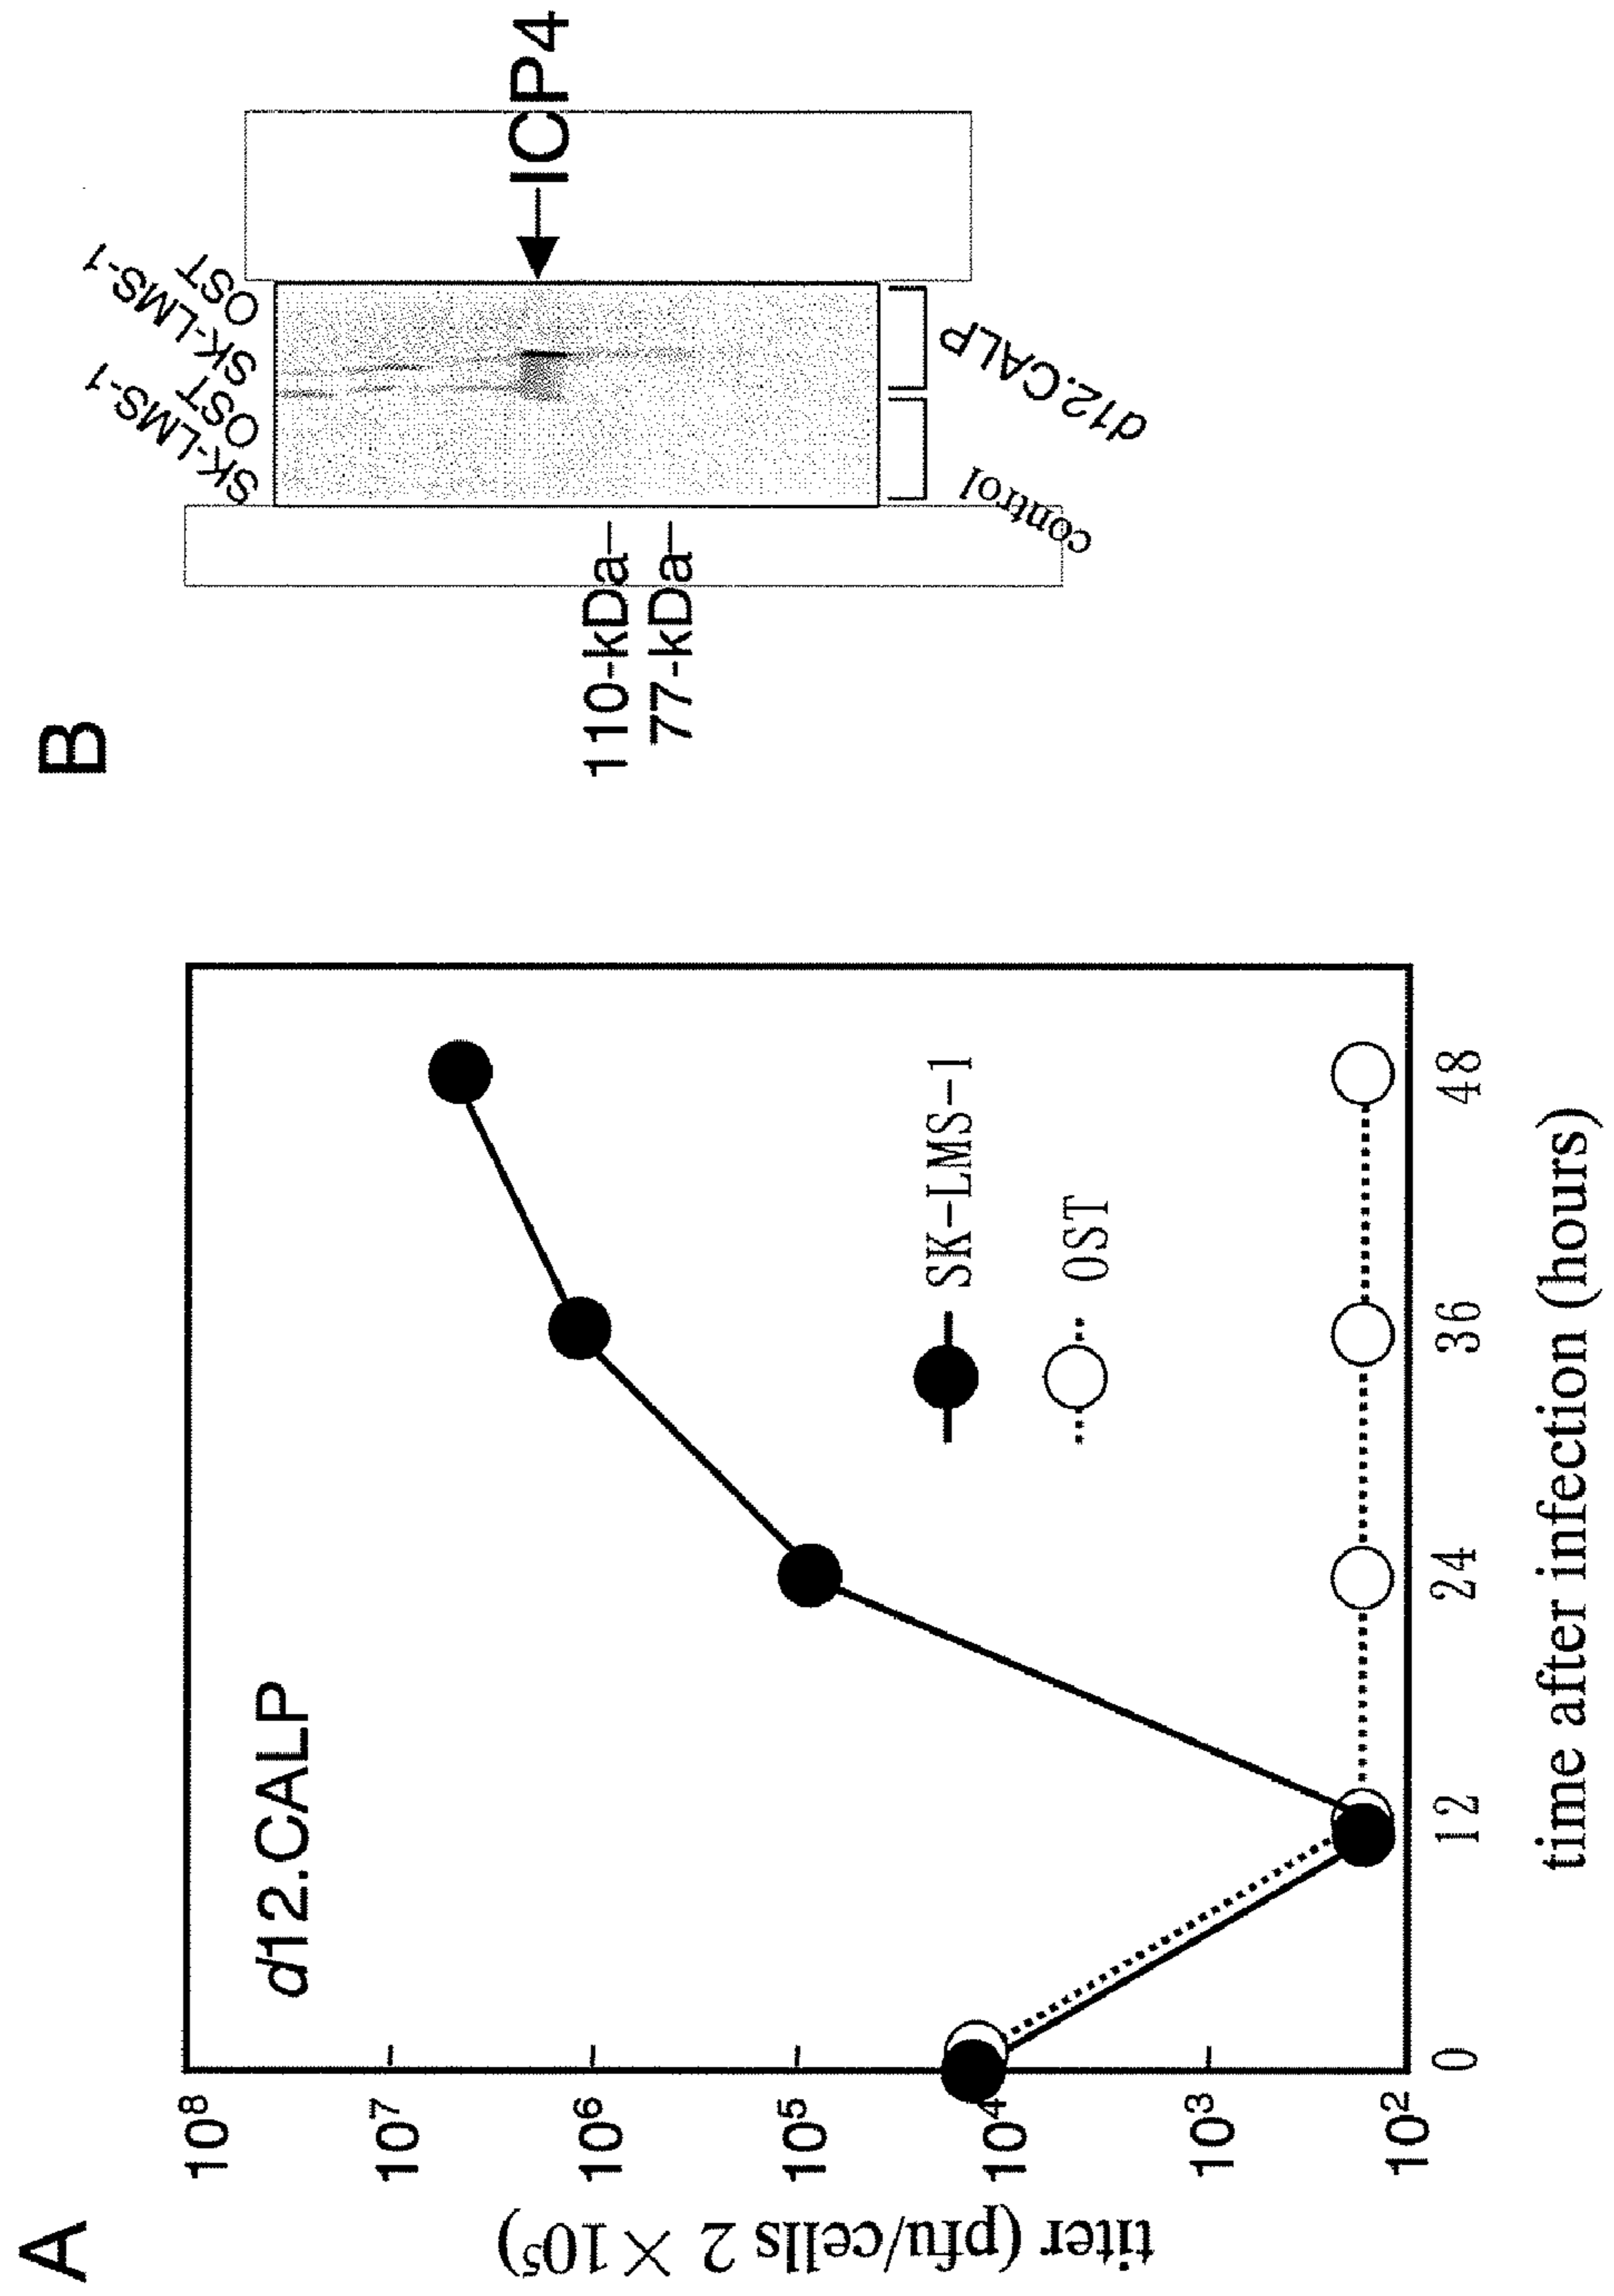 A
d12.CALP
10⁸
10⁷
10⁶
10⁵
10⁴
10³
10²
titer (pfu/cells 2 × 10⁵)
SK-LMS-1
OST
0 12 24 36 48
time after infection (hours)
B
SK-LMS-1
OST
SK-LMS-1
OST
ICP4
110-kDa
77-kDa
control
d12.CALP